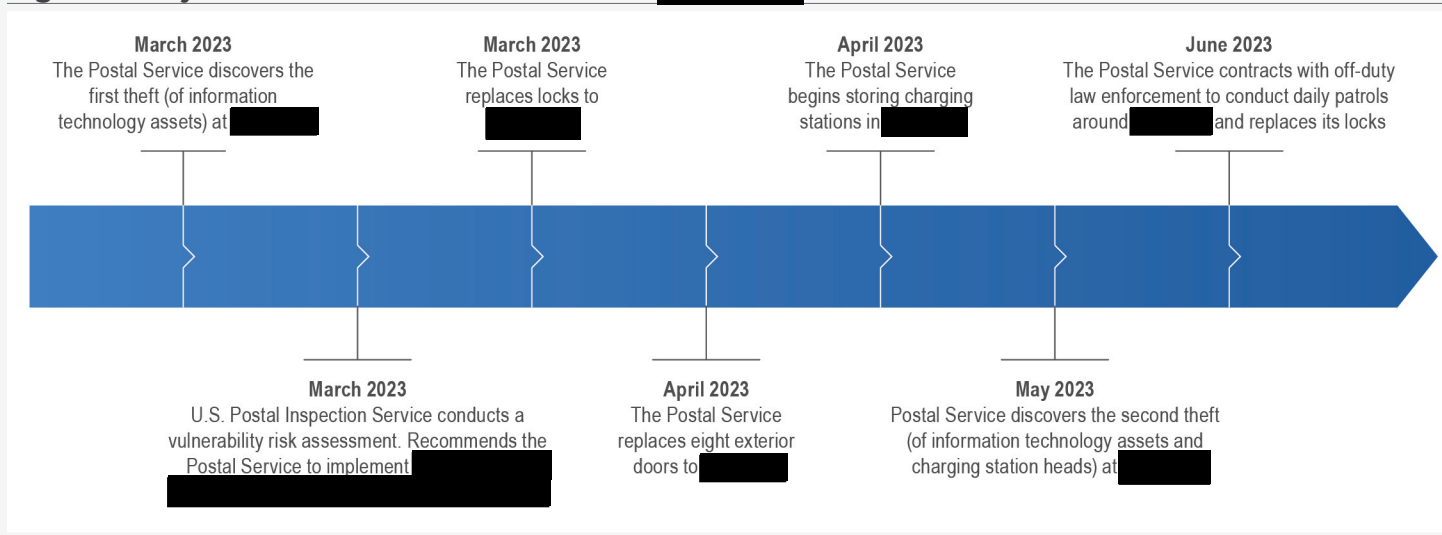 March 2023
The Postal Service discovers the
first theft (of information
technology assets) at
March 2023
U.S. Postal Inspection Service conducts a
vulnerability risk assessment. Recommends the
Postal Service to implement
March 2023
The Postal Service
replaces locks to
April 2023
The Postal Service
replaces eight exterior
doors to
April 2023
The Postal Service
begins storing charging
stations in
May 2023
Postal Service discovers the second theft
(of information technology assets and
charging station heads) at
June 2023
The Postal Service contracts with off-duty
law enforcement to conduct daily patrols
around and replaces its locks